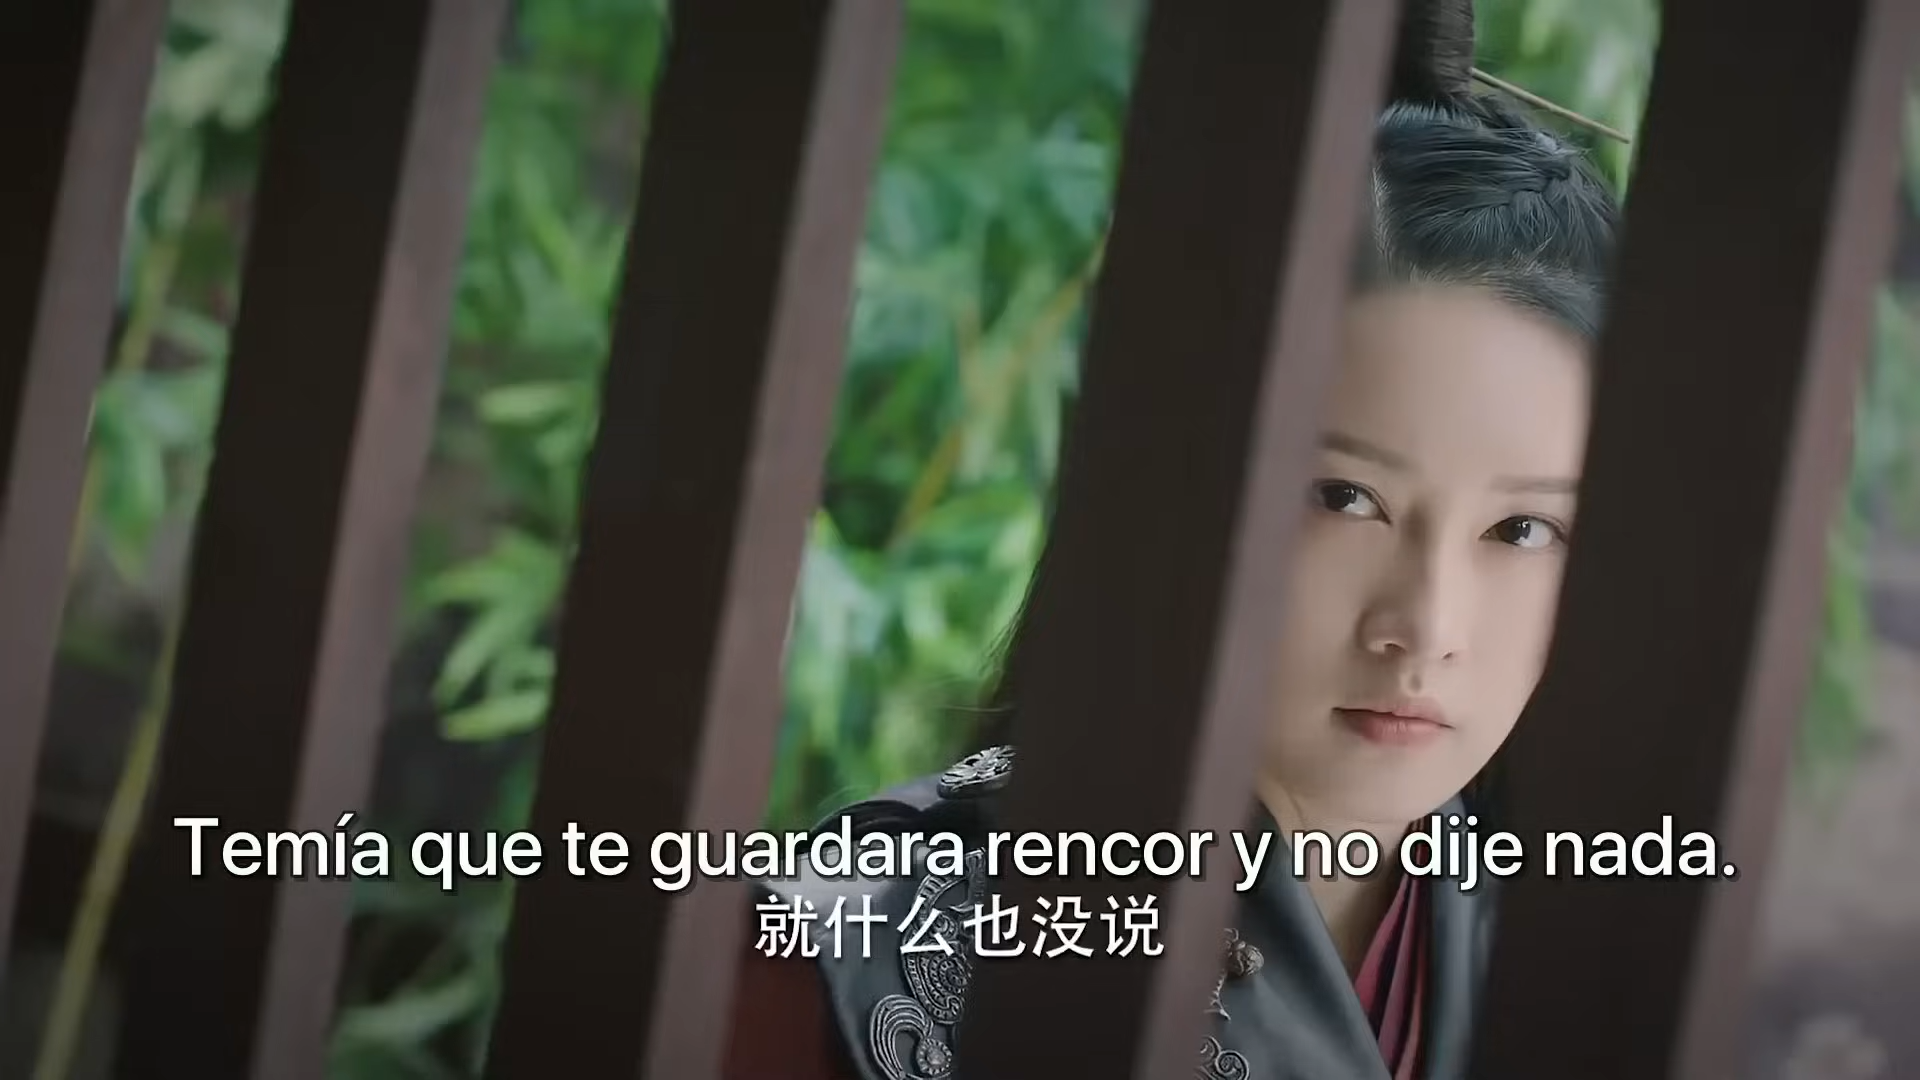 Temía que te guardara rencor y no dije nada.
就什么也没说